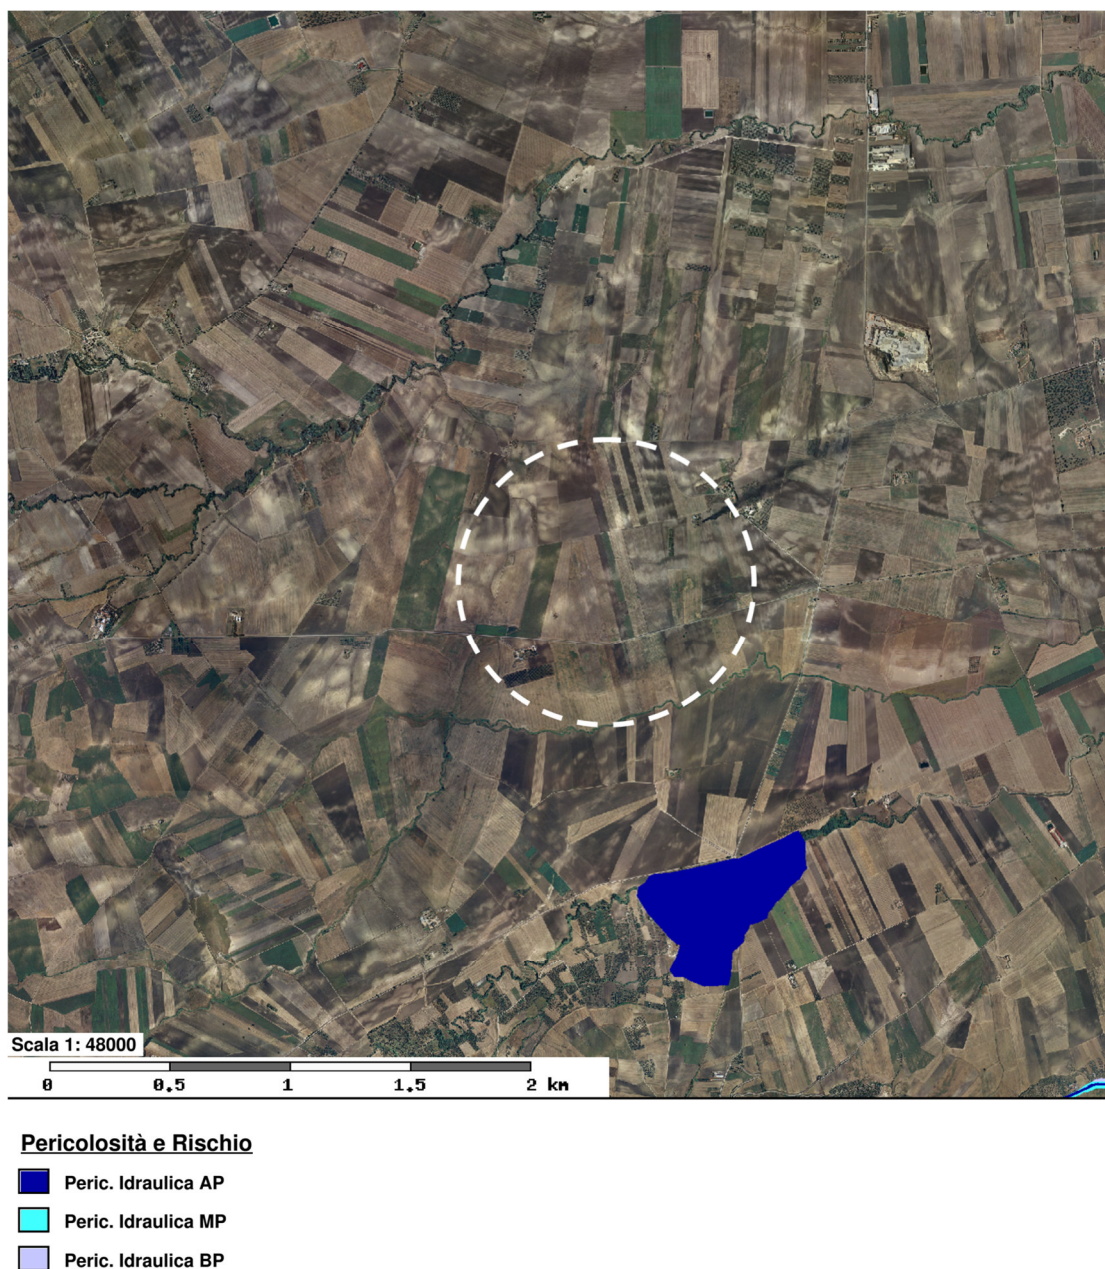 Scala 1: 48000
0 0.5 1 1.5 2 km
Pericolosità e Rischio
Peric. Idraulica AP
Peric. Idraulica MP
Peric. Idraulica BP